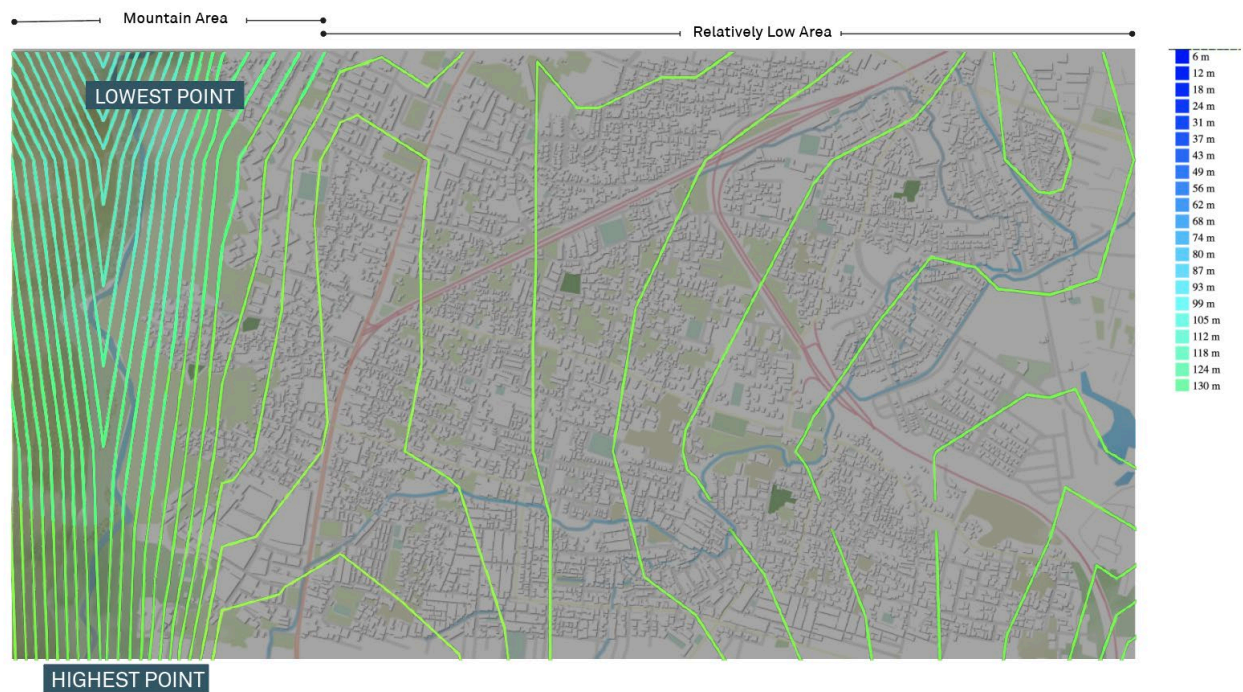 Mountain Area
Relatively Low Area
LOWEST POINT
HIGHEST POINT
6 m
12 m
18 m
24 m
31 m
37 m
43 m
49 m
56 m
62 m
68 m
74 m
80 m
87 m
93 m
99 m
105 m
112 m
118 m
124 m
130 m